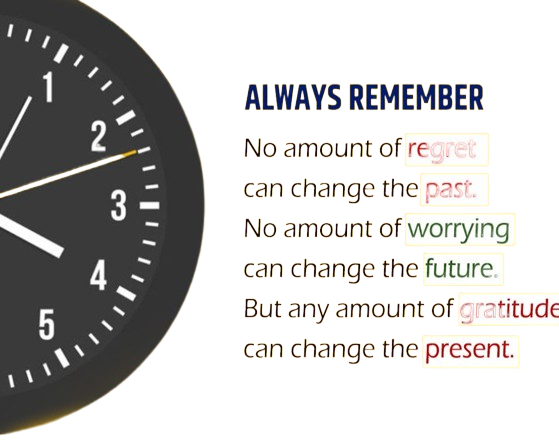 1
2
3
4
5
ALWAYS REMEMBER
No amount of regret
can change the past.
No amount of worrying
can change the future.
But any amount of gratitude
can change the present.